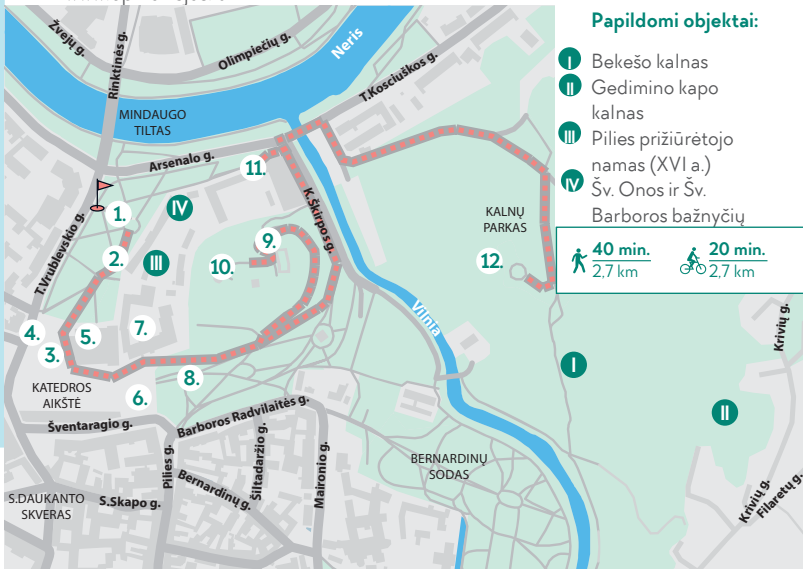 Papildomi objektai:
I Bekešo kalnas
II Gedimino kapo
kalnas
III Pilies prižiūrėtojo
namas (XVI a.)
IV Šv. Onos ir Šv.
Barboros bažnyčių
40 min.
2,7 km
20 min.
2,7 km
Žvejų g.
Rinktinės g.
Olimpiečių g.
Neris
T.Kosciuškos g.
MINDAUGO
TILTAS
Arsenalo g.
11.
K.Škirpos g.
1.
IV
T.Vrublevskio g.
KALNŲ
PARKAS
2.
III
9.
10.
12.
Vilnia
4.
3.
5.
7.
KATEDROS
AIKŠTĖ
6.
8.
I
II
Krivių g.
Šventaragio g.
Barboros Radvilaitės g.
Pilies g.
Šiltadaržio g.
Bernardinų g.
Maironio g.
BERNARDINŲ
SODAS
S.DAUKANTO
SKVERAS
S.Skapo g.
Krivių g.
Filaretų g.